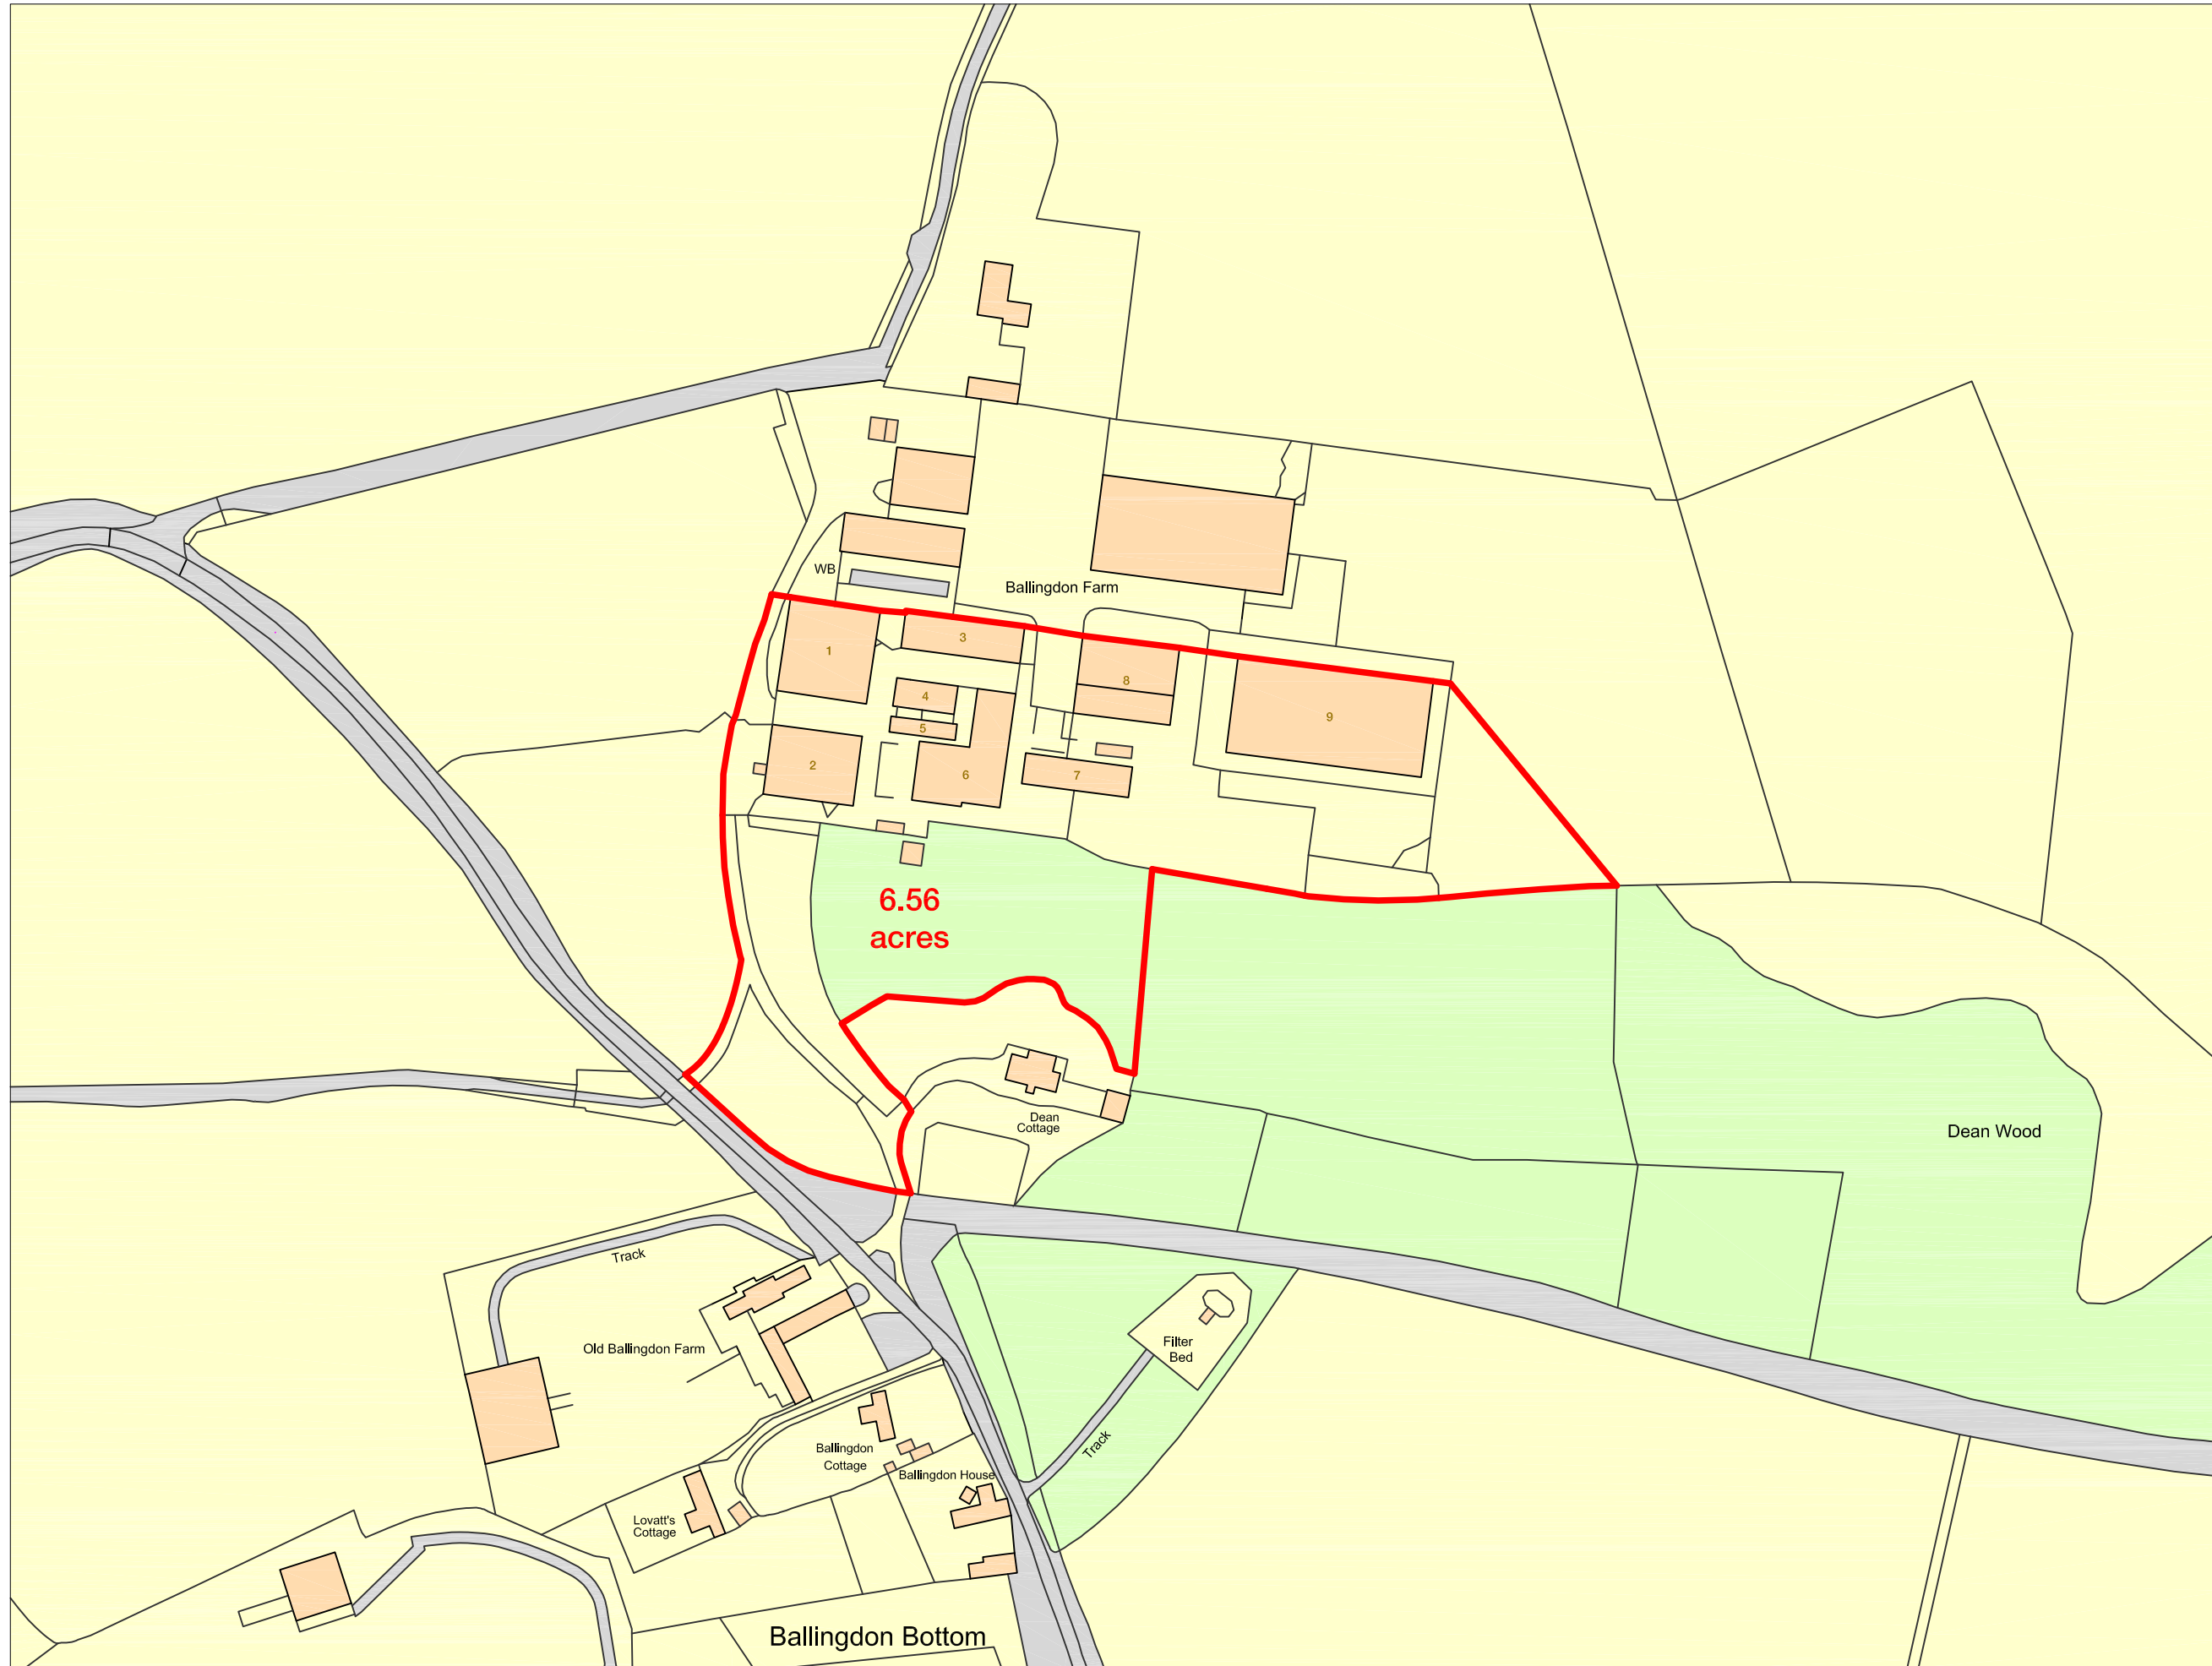 WB
Ballingdon Farm
3
1
8
4
9
5
2
6
7
6.56
acres
Dean
Cottage
Dean Wood
Track
Old Ballingdon Farm
Filter
Bed
Track
Ballingdon
Cottage
Ballingdon House
Lovatt's
Cottage
Ballingdon Bottom